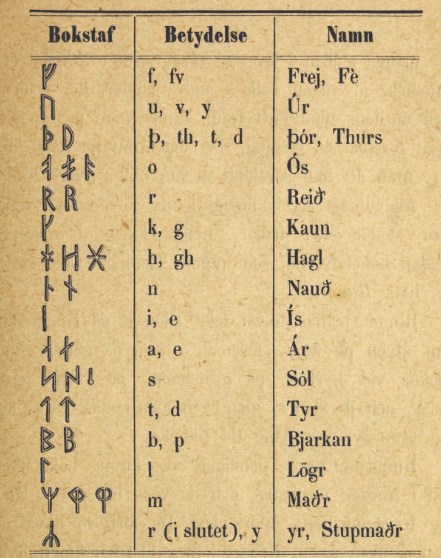 Bokstaf Betydelse Namn
ᚠ f, fv Frej, Fè
ᚢ u, v, y Úr
ᚦ ᚦ þ, th, t, d þór, Thurs
o Ós
ᚱ ᚱ r Reið
ᚴ k, g Kaun
ᚼ ᚺ ᚼ h, gh Hagl
ᚿ ᚾ n Nauð
ᛁ i, e Ís
ᛆ ᛅ a, e Ár
ᛋ s Sól
ᛐ ᛏ t, d Tyr
ᛒ ᛒ b, p Bjarkan
ᛚ l Lögr
ᛘ m Maðr
ᛦ r (i slutet), y yr, Stupmaðr